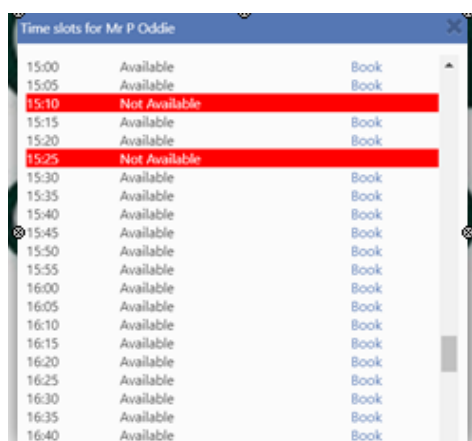 Time slots for Mr P Oddie
15:00 Available Book
15:05 Available Book
15:10 Not Available
15:15 Available Book
15:20 Available Book
15:25 Not Available
15:30 Available Book
15:35 Available Book
15:40 Available Book
15:45 Available Book
15:50 Available Book
15:55 Available Book
16:00 Available Book
16:05 Available Book
16:10 Available Book
16:15 Available Book
16:20 Available Book
16:25 Available Book
16:30 Available Book
16:35 Available Book
16:40 Available Book